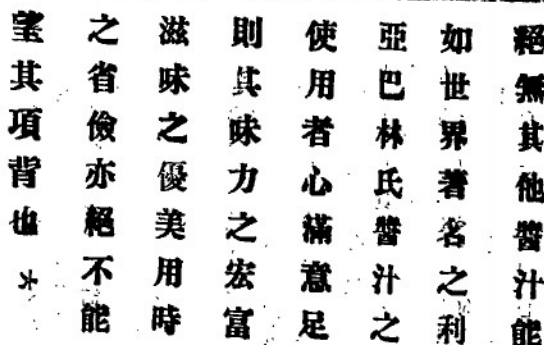 絕無其他醬汁能
如世界著名之利
亞巴林氏醬汁之
使用者心滿意足
則其味力之宏富
滋味之優美用時
之省儉亦絕不能
望其項背也